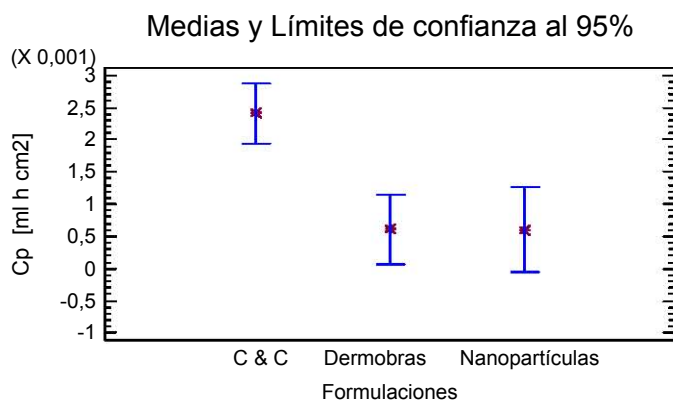 Medias y Límites de confianza al 95%
(X 0,001)
3
2,5
2
1,5
1
0,5
0
-0,5
-1
Cp [ml h cm2]
C & C Dermobras Nanopartículas
Formulaciones